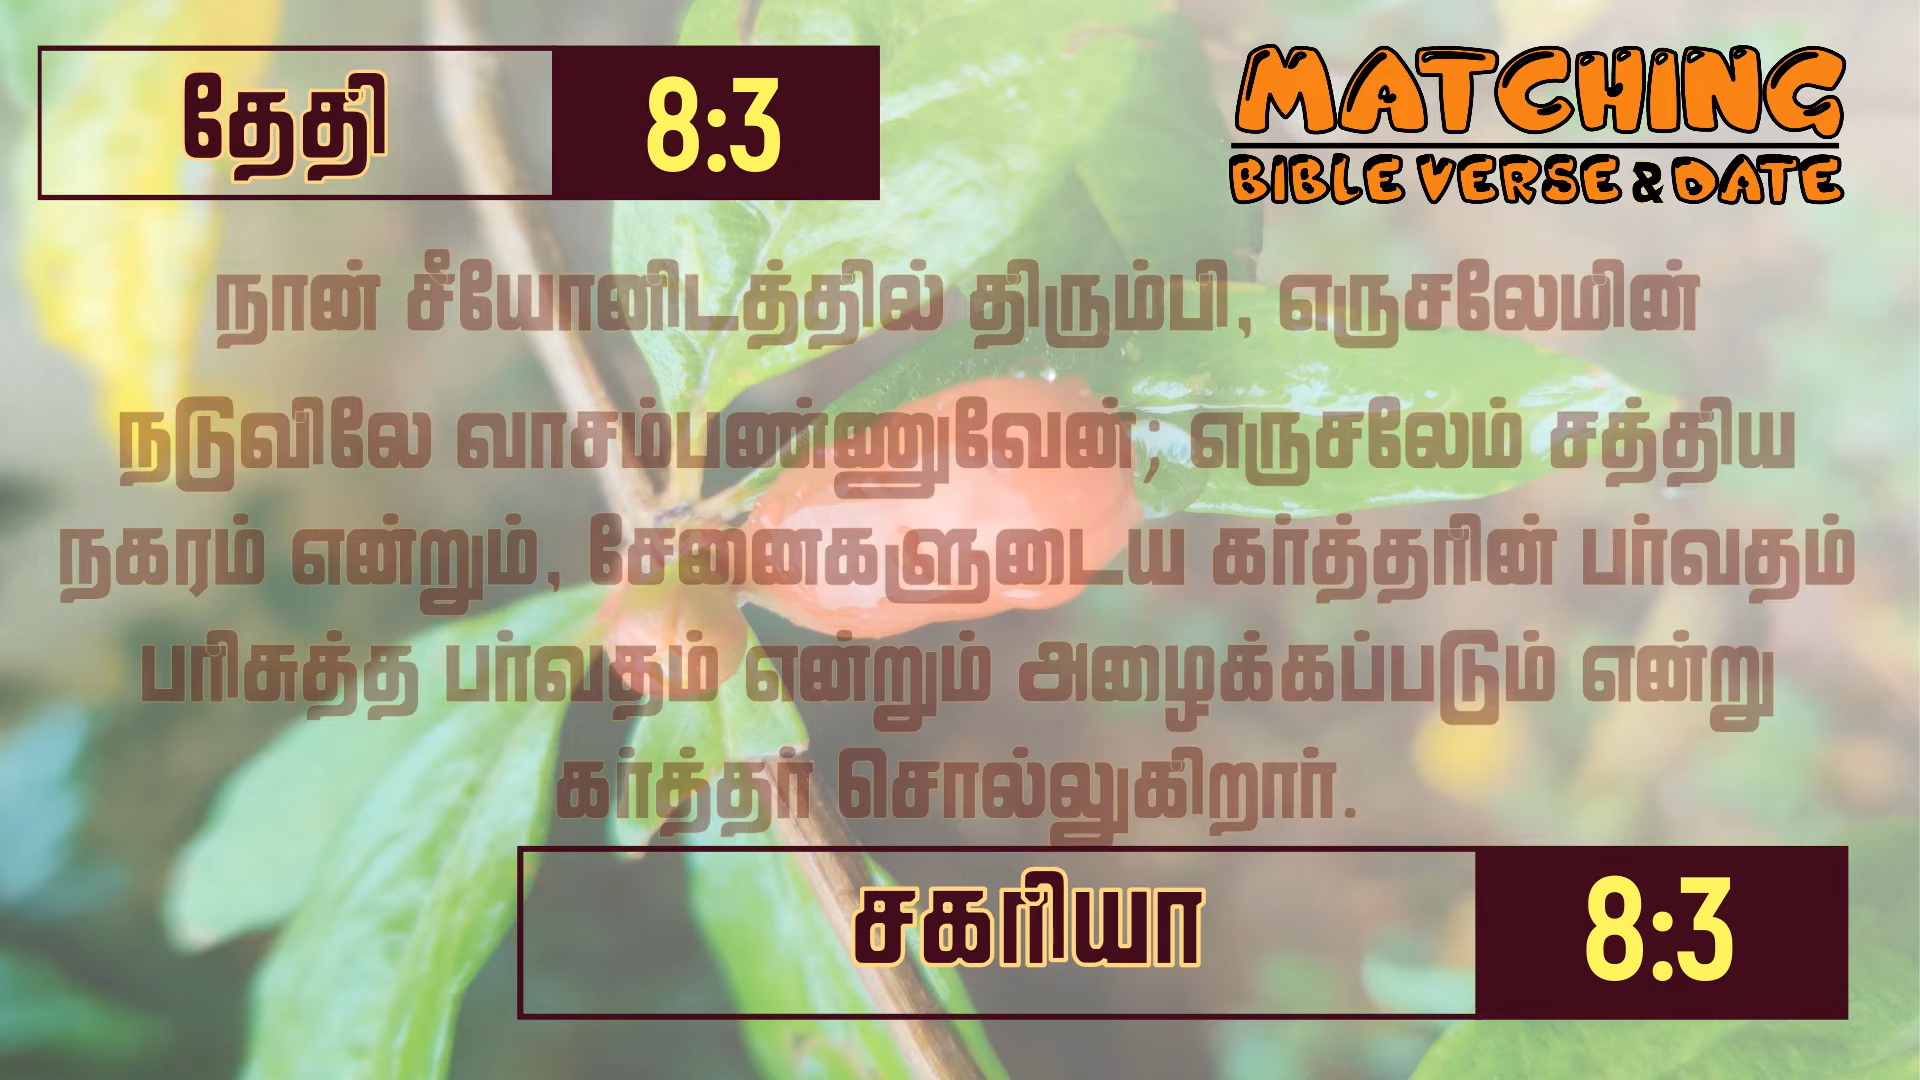 தேதி 8:3
MATCHING
BIBLE VERSE & DATE
நான் சீயோனிடத்தில் திரும்பி, எருசலேமின்
நடுவிலே வாசம்பண்ணுவேன்; எருசலேம் சத்திய
நகரம் என்றும், சேனைகளுடைய கர்த்தரின் பர்வதம்
பரிசுத்த பர்வதம் என்றும் அழைக்கப்படும் என்று
கர்த்தர் சொல்லுகிறார்.
சகரியா 8:3